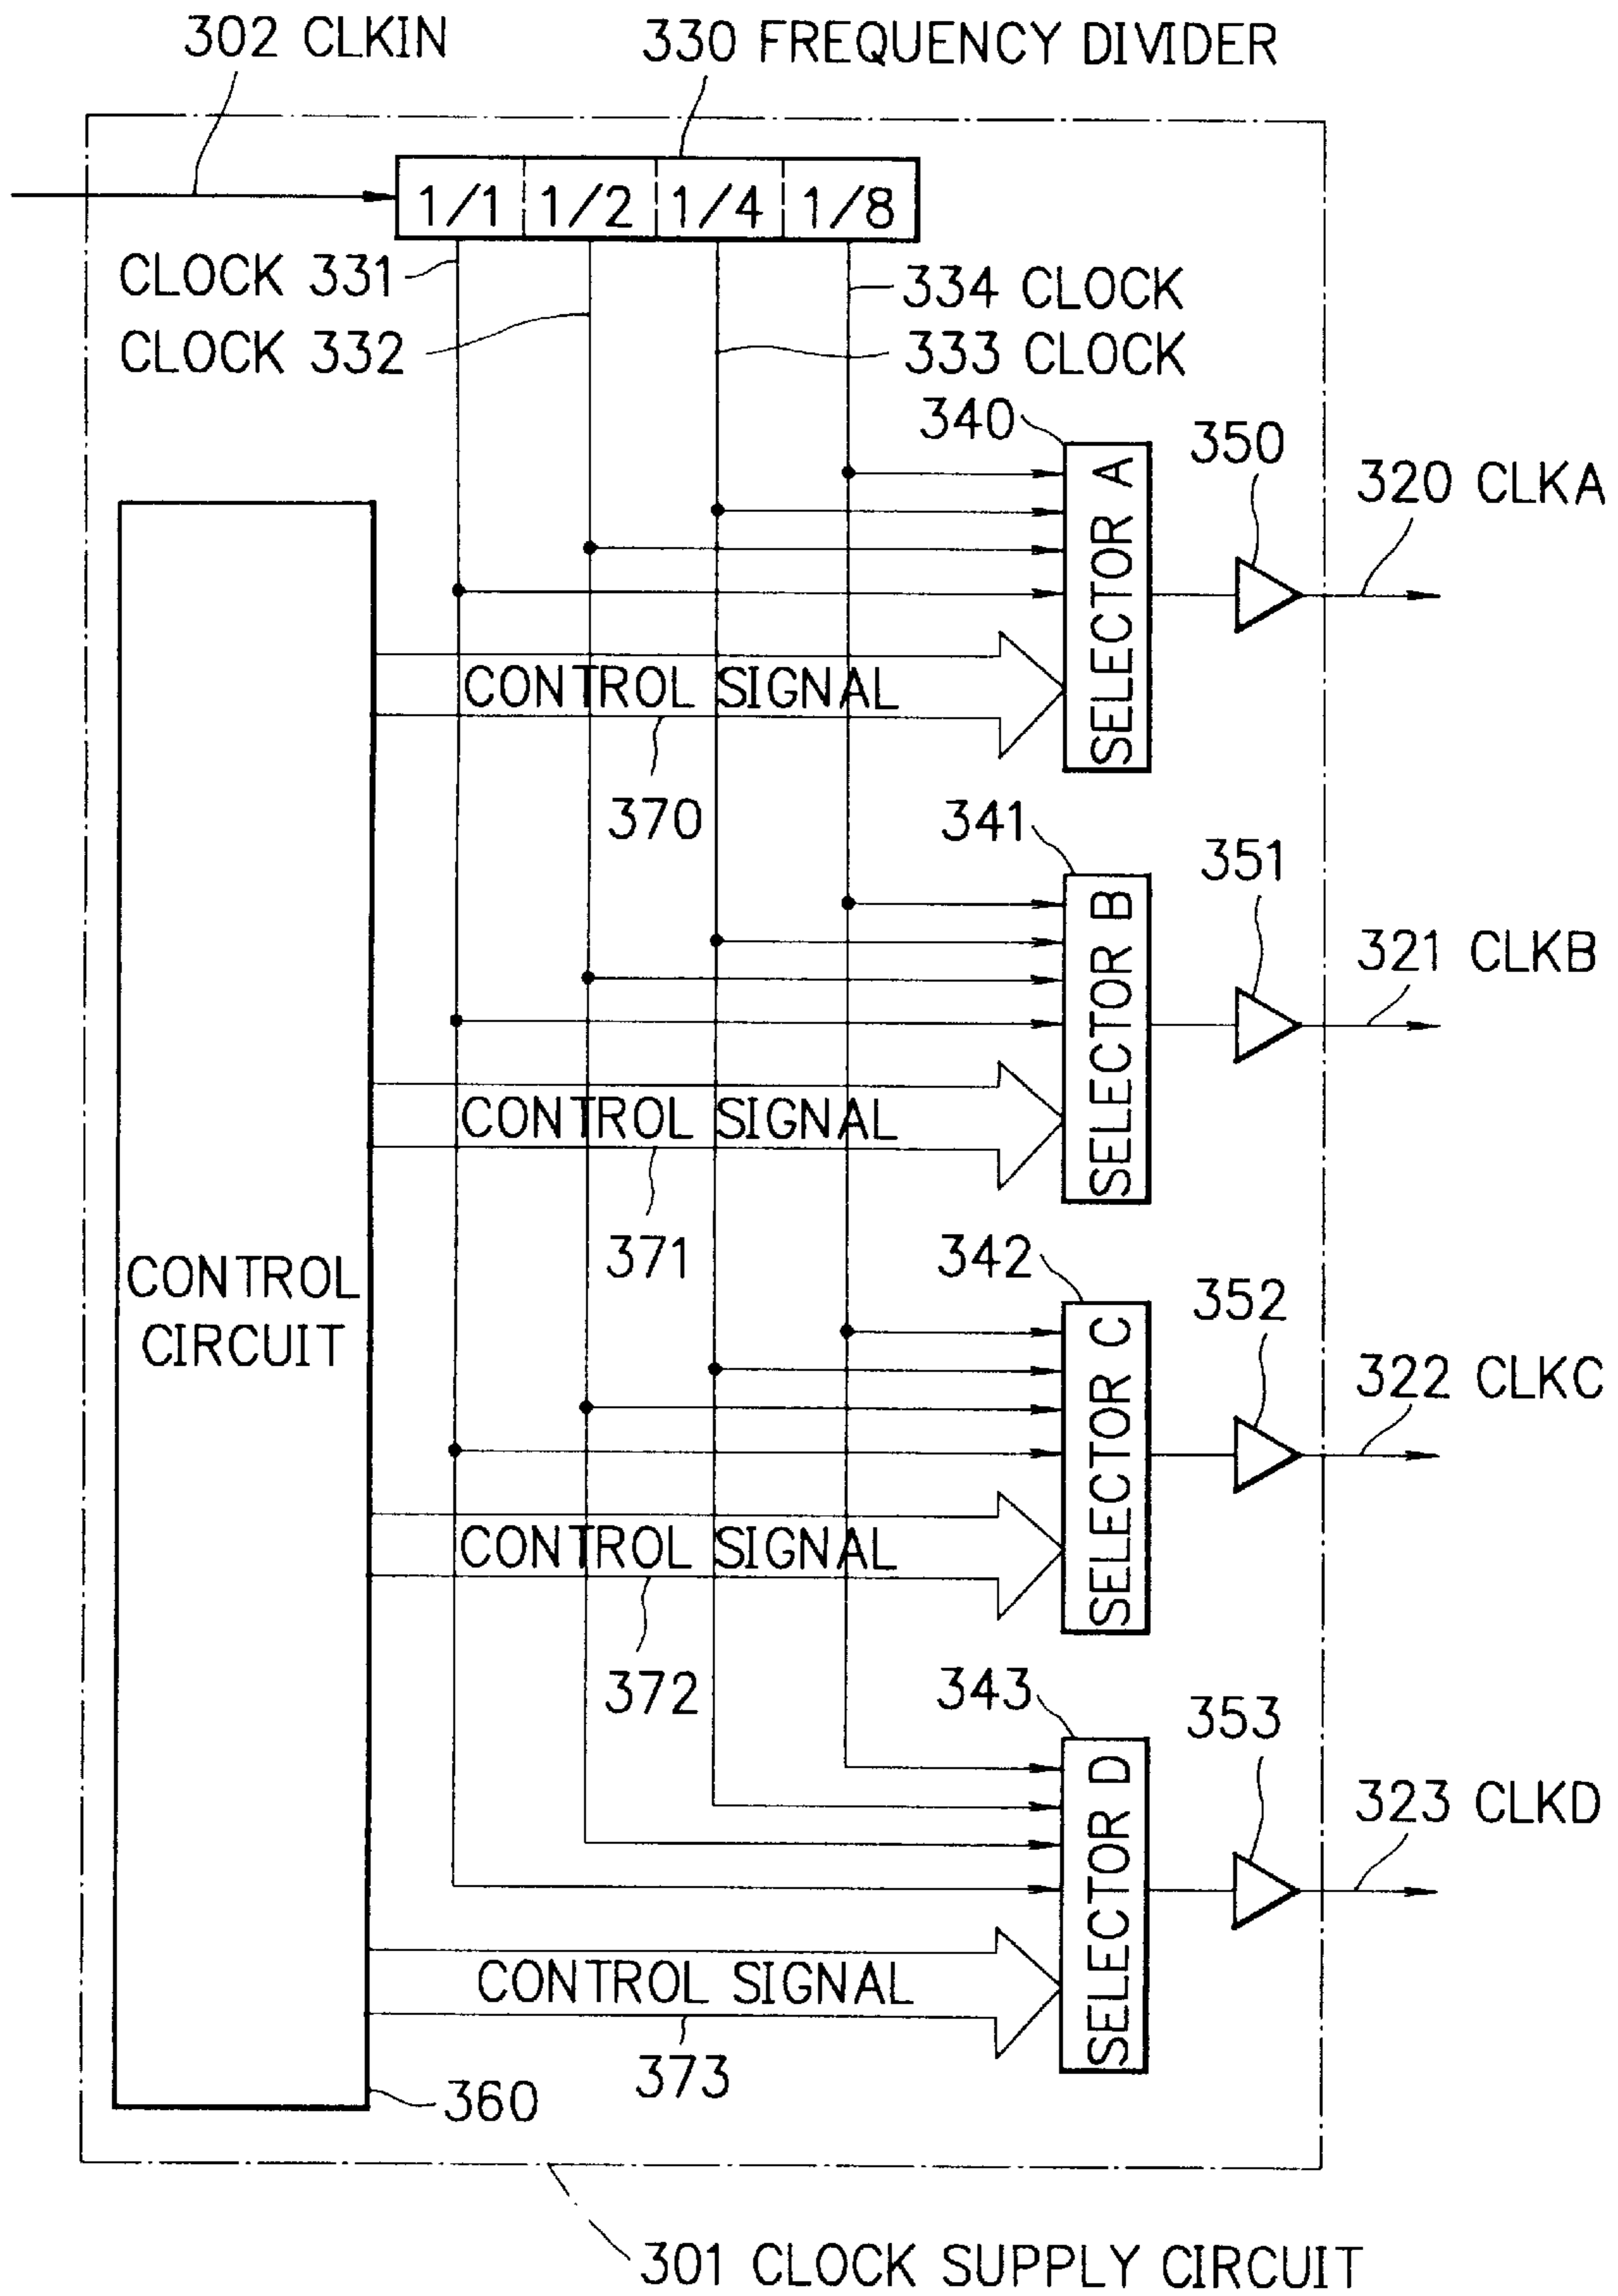 302 CLKIN
330 FREQUENCY DIVIDER
1/1 1/2 1/4 1/8
CLOCK 331
334 CLOCK
CLOCK 332
333 CLOCK
340
350
SELECTOR A
320 CLKA
CONTROL SIGNAL
370
341
351
SELECTOR B
321 CLKB
CONTROL SIGNAL
371
CONTROL
CIRCUIT
342
352
SELECTOR C
322 CLKC
CONTROL SIGNAL
372
343
353
SELECTOR D
323 CLKD
CONTROL SIGNAL
373
360
301 CLOCK SUPPLY CIRCUIT